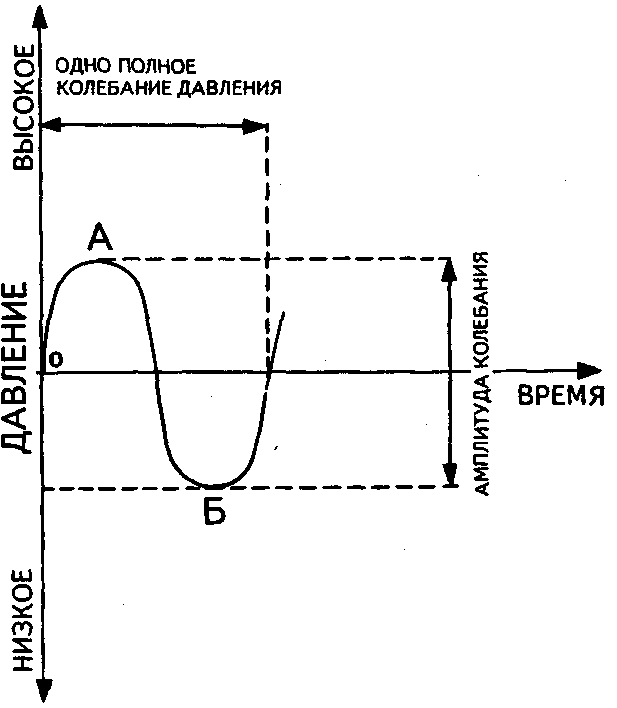 ОДНО ПОЛНОЕ
КОЛЕБАНИЕ ДАВЛЕНИЯ
ВЫСОКОЕ
А
АМПЛИТУДА КОЛЕБАНИЯ
ДАВЛЕНИЕ
О
ВРЕМЯ
Б
НИЗКОЕ